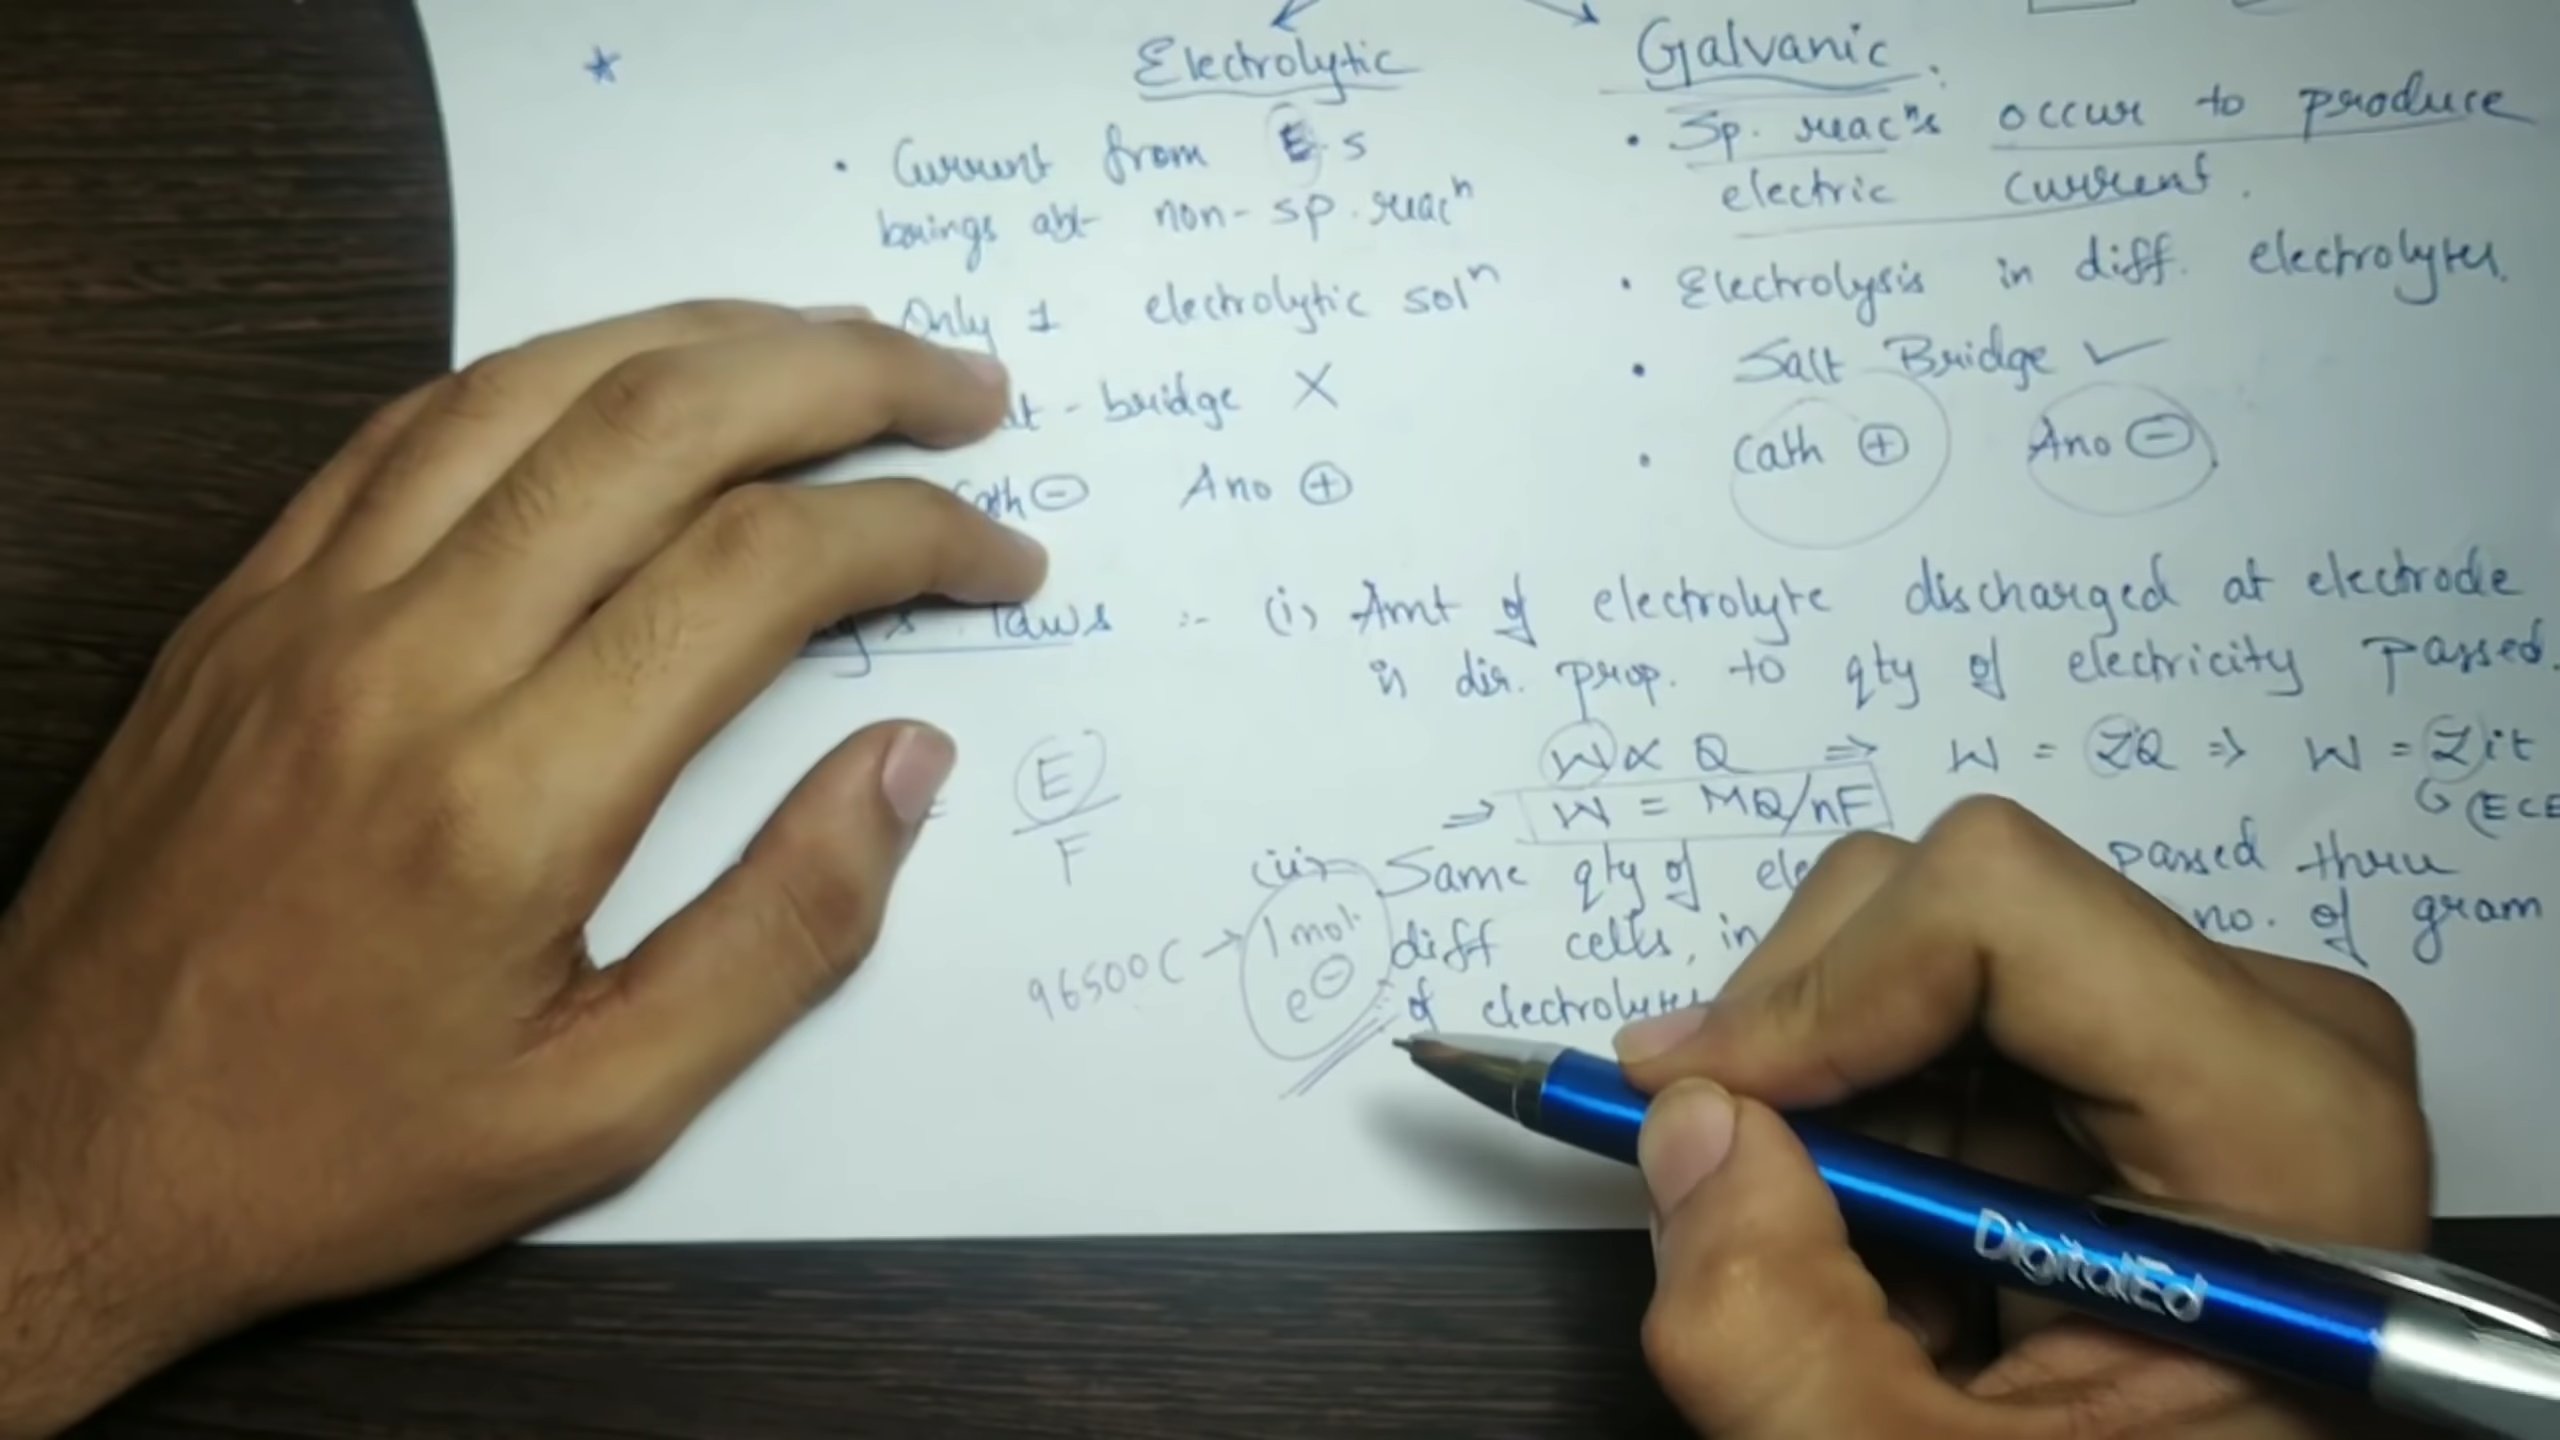 Electrolytic
Galvanic
• Current from E.s
brings abt non-sp. reacⁿ
Only 1 electrolytic solⁿ
- bridge X
Cath ⊖ Ano ⊕
• Sp. reacⁿs occur to produce
electric current.
• Electrolysis in diff. electrolytes.
• Salt Bridge ✓
• Cath ⊕ Ano ⊖
laws :- (i) Amt of electrolyte discharged at electrode
is dir. prop. to qty of electricity passed.
W ∝ Q ⇒ W = ZQ ⇒ W = Zit
(ECE
⇒ W = MQ/nF
= E/F
(ii) Same qty of passed thru
diff cells, no. of gram
of electrolytes
96500C → 1 mol.
e⊖
DigitalEd